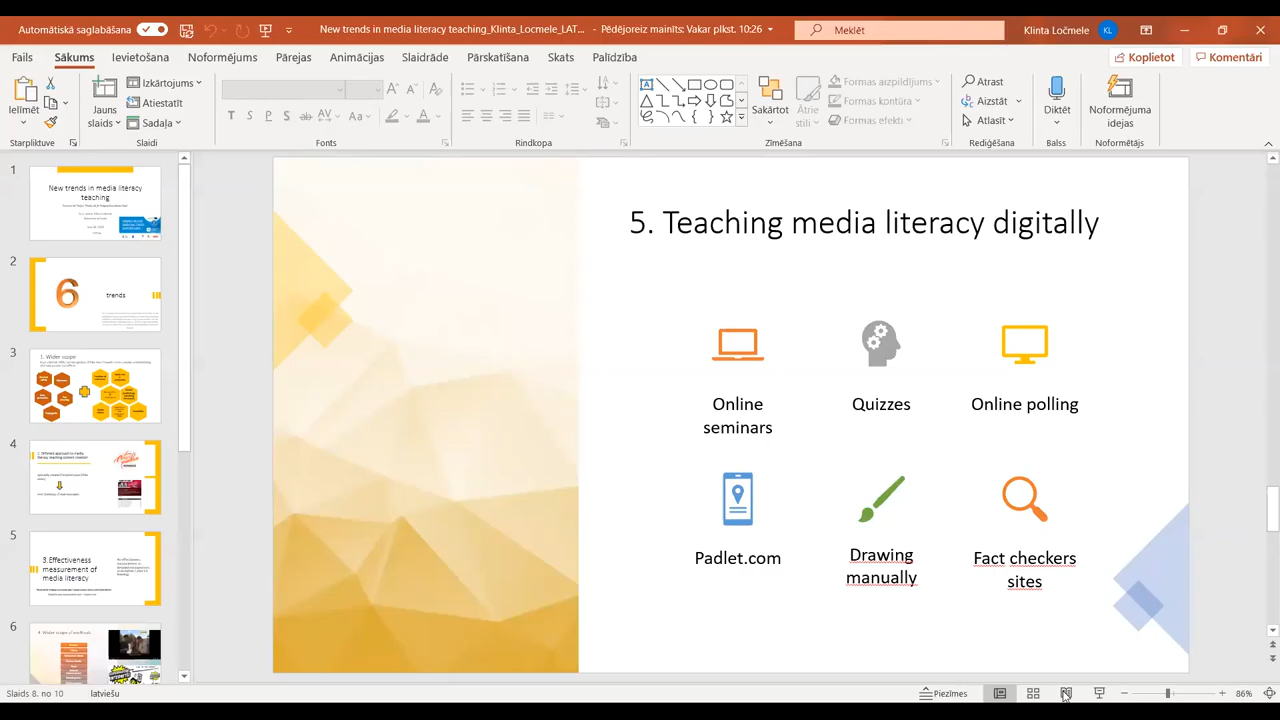 Automātiskā saglabāšana
New trends in media literacy teaching_Klinta_Locmele_LAT... • Pēdējoreiz mainīts: Vakar plkst. 10:26
Meklēt
Klinta Ločmele KL
Fails Sākums Ievietošana Noformējums Pārejas Animācijas Slaidrāde Pārskatīšana Skats Palīdzība
Koplietot Komentāri
Ielīmēt
Jauns slaids
Izkārtojums
Atiestatīt
Sadaļa
Sakārtot
Ātrie stili
Formas aizpildījums
Formas kontūra
Formas efekti
Atrast
Aizstāt
Atlasīt
Diktēt
Noformējuma idejas
Starpliktuve Slaidi Fonts Rindkopa Zīmēšana Rediģēšana Balss Noformētājs
1
New trends in media literacy
teaching
2
6
trends
3
1. Wider scope
4
5
3.Effectiveness
measurement of
media literacy
6
4. Wider scope of methods
5. Teaching media literacy digitally
Online
seminars
Quizzes
Online polling
Padlet.com
Drawing
manually
Fact checkers
sites
Slaids 8. no 10 latviešu
Piezīmes
86%